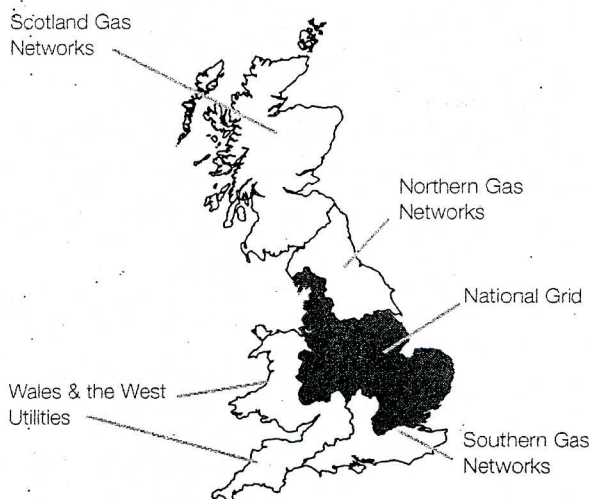 Scotland Gas
Networks
Northern Gas
Networks
National Grid
Wales & the West
Utilities
Southern Gas
Networks